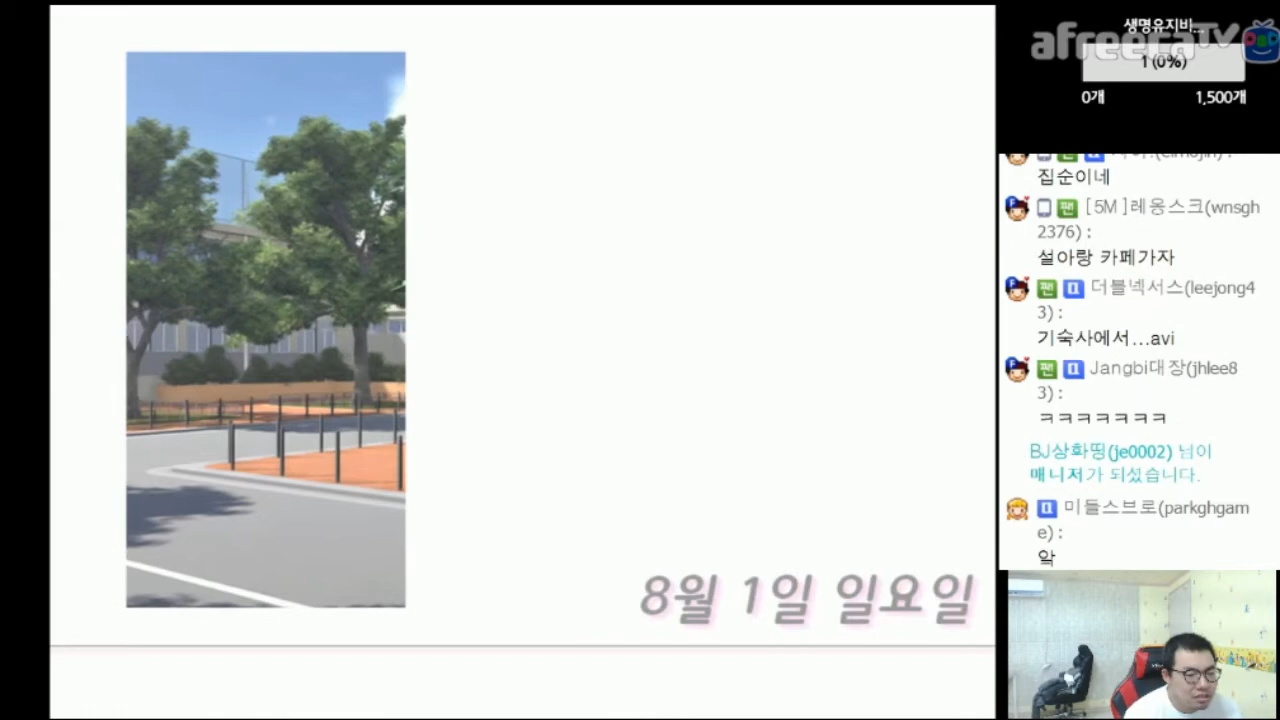 8월 1일 일요일
생명유지비...
afreecaTV
1 (0%)
0개 1,500개
집순이네
[5M]레옹스크(wnsgh
2376) :
설아랑 카페가자
더블넥서스(leejong4
3) :
기숙사에서...avi
Jangbi대장(jhlee8
3) :
ㅋㅋㅋㅋㅋㅋㅋ
BJ상화띵(je0002) 님이
매니저가 되셨습니다.
미들스브로(parkghgam
e) :
악